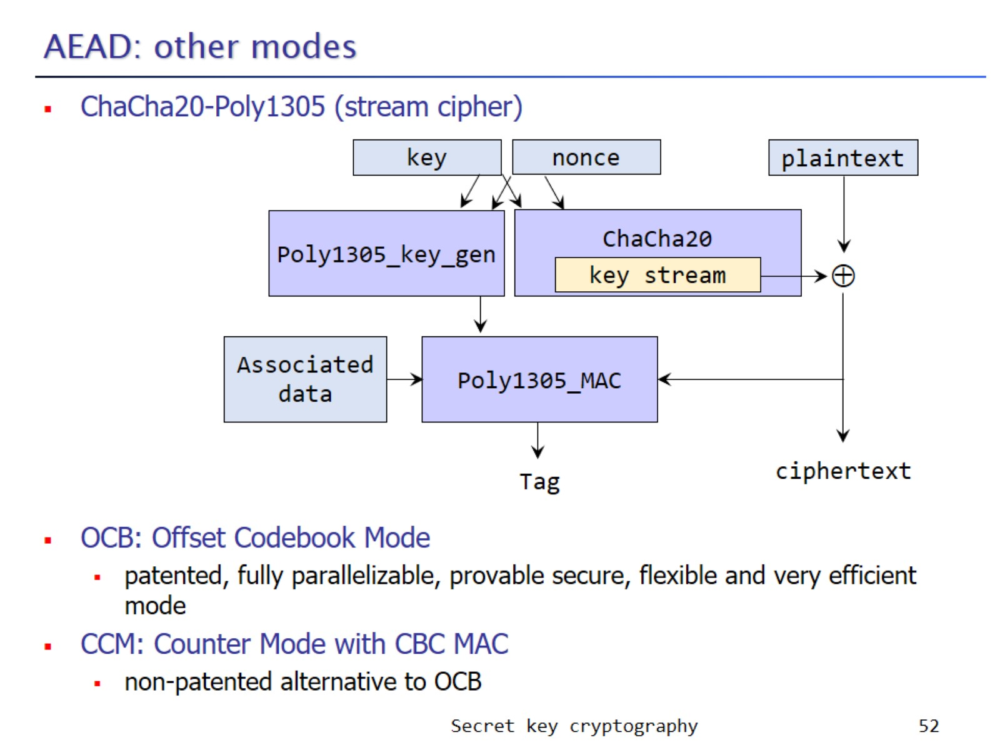 AEAD: other modes
▪ ChaCha20-Poly1305 (stream cipher)
key
nonce
plaintext
Poly1305_key_gen
ChaCha20
key stream
Associated
data
Poly1305_MAC
Tag
ciphertext
▪ OCB: Offset Codebook Mode
▪ patented, fully parallelizable, provable secure, flexible and very efficient
mode
▪ CCM: Counter Mode with CBC MAC
▪ non-patented alternative to OCB
Secret key cryptography
52